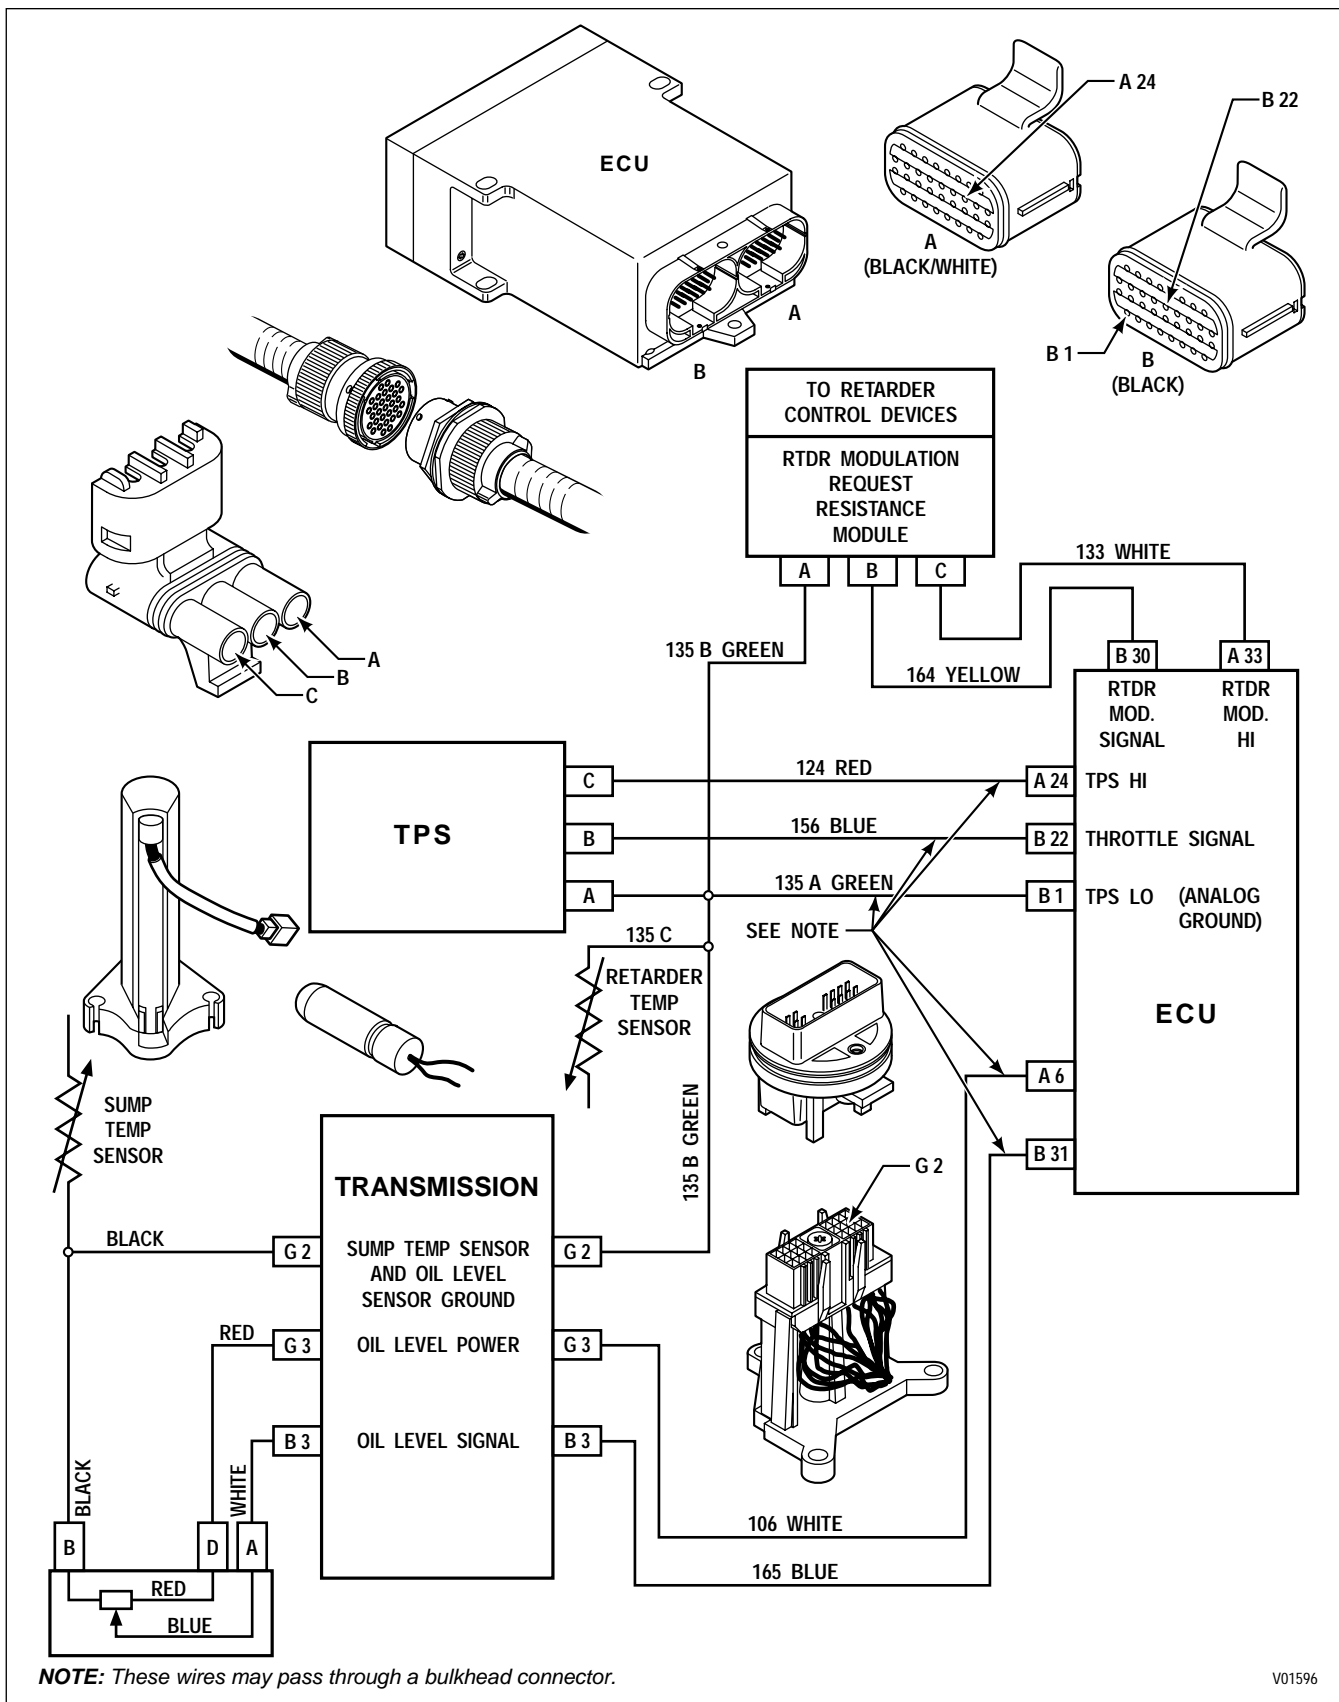 ECU
A 24
B 22
A
(BLACK/WHITE)
B 1
B
(BLACK)
A
B
TO RETARDER
CONTROL DEVICES
RTDR MODULATION
REQUEST
RESISTANCE
MODULE
A
B
C
133 WHITE
135 B GREEN
164 YELLOW
B 30
A 33
RTDR
MOD.
SIGNAL
RTDR
MOD.
HI
A
B
C
TPS
C
124 RED
A 24
TPS HI
B
156 BLUE
B 22
THROTTLE SIGNAL
A
135 A GREEN
B 1
TPS LO
(ANALOG
GROUND)
SEE NOTE
135 C
RETARDER
TEMP
SENSOR
ECU
A 6
B 31
135 B GREEN
SUMP
TEMP
SENSOR
TRANSMISSION
G 2
BLACK
G 2
SUMP TEMP SENSOR
AND OIL LEVEL
SENSOR GROUND
G 2
RED
G 3
OIL LEVEL POWER
G 3
B 3
OIL LEVEL SIGNAL
B 3
BLACK
WHITE
106 WHITE
165 BLUE
B
D
A
RED
BLUE
NOTE: These wires may pass through a bulkhead connector.
V01596